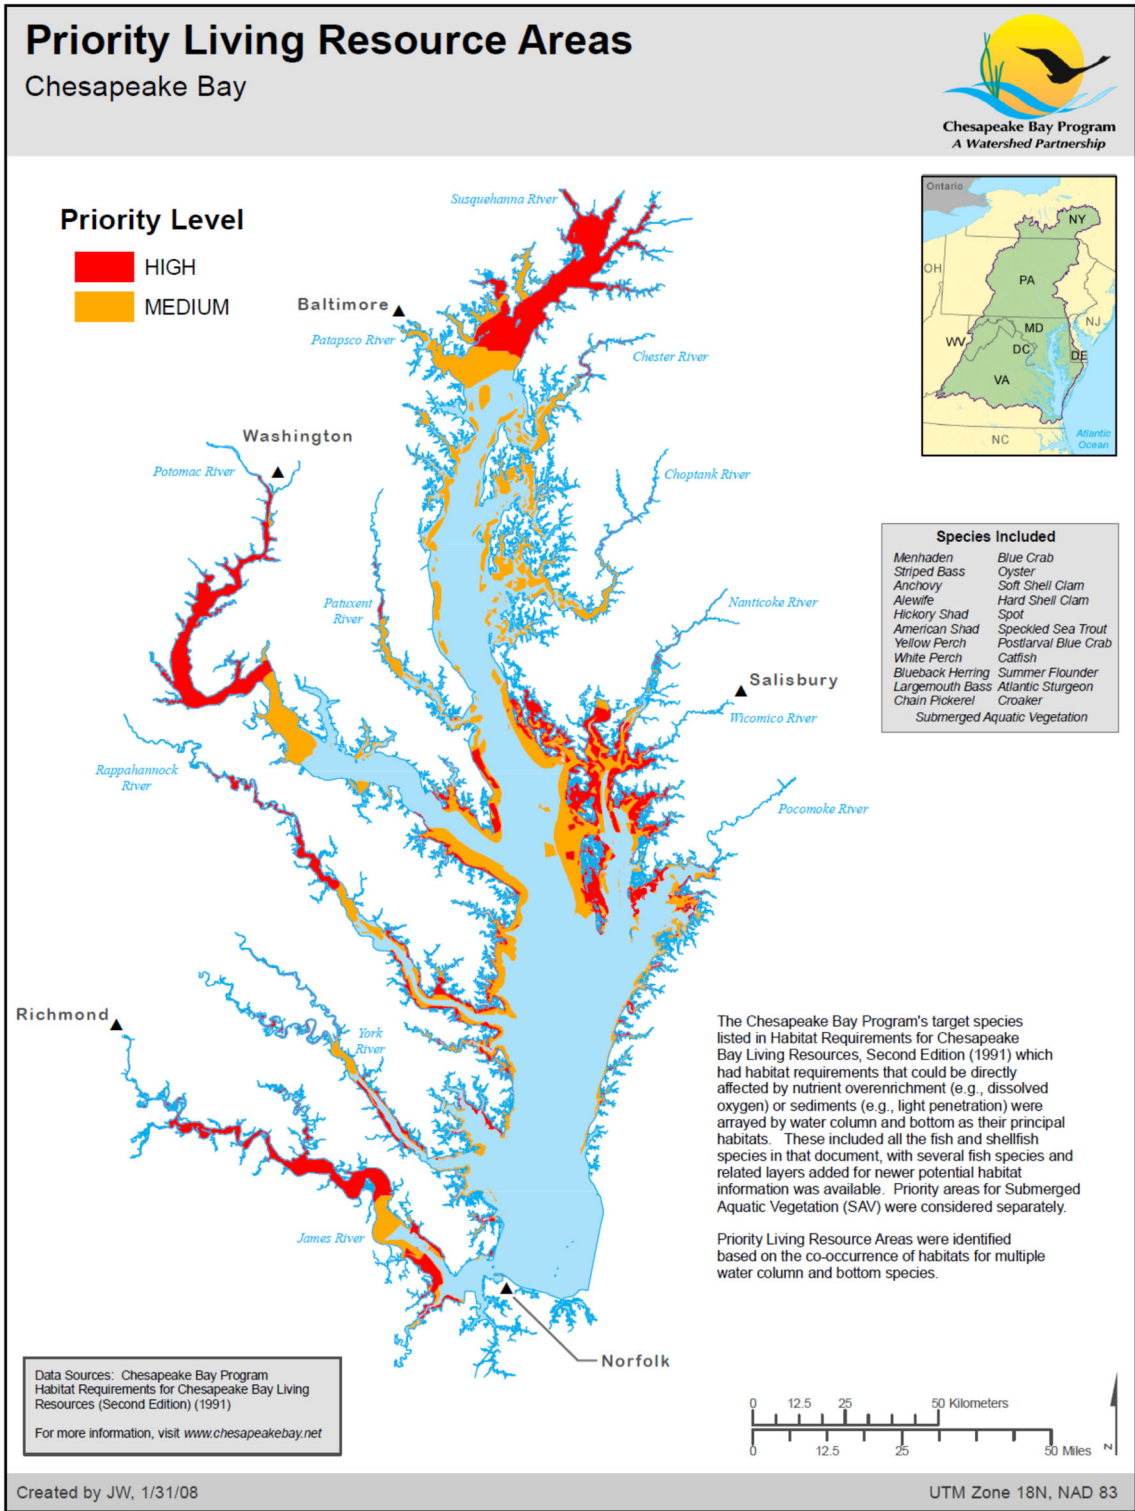 Priority Living Resource Areas
Chesapeake Bay
Chesapeake Bay Program
A Watershed Partnership
Priority Level
HIGH
MEDIUM
Susquehanna River
Baltimore
Patapsco River
Chester River
Washington
Potomac River
Choptank River
Patuxent
River
Nanticoke River
Salisbury
Wicomico River
Rappahannock
River
Pocomoke River
Richmond
York
River
James River
Norfolk
Ontario
NY
OH
PA
NJ
MD
WV
DC
DE
VA
NC
Atlantic
Ocean
Species Included
Menhaden Blue Crab
Striped Bass Oyster
Anchovy Soft Shell Clam
Alewife Hard Shell Clam
Hickory Shad Spot
American Shad Speckled Sea Trout
Yellow Perch Postlarval Blue Crab
White Perch Catfish
Blueback Herring Summer Flounder
Largemouth Bass Atlantic Sturgeon
Chain Pickerel Croaker
Submerged Aquatic Vegetation
The Chesapeake Bay Program's target species
listed in Habitat Requirements for Chesapeake
Bay Living Resources, Second Edition (1991) which
had habitat requirements that could be directly
affected by nutrient overenrichment (e.g., dissolved
oxygen) or sediments (e.g., light penetration) were
arrayed by water column and bottom as their principal
habitats. These included all the fish and shellfish
species in that document, with several fish species and
related layers added for newer potential habitat
information was available. Priority areas for Submerged
Aquatic Vegetation (SAV) were considered separately.
Priority Living Resource Areas were identified
based on the co-occurrence of habitats for multiple
water column and bottom species.
Data Sources: Chesapeake Bay Program
Habitat Requirements for Chesapeake Bay Living
Resources (Second Edition) (1991)
For more information, visit www.chesapeakebay.net
0 12.5 25 50 Kilometers
0 12.5 25 50 Miles
N
Created by JW, 1/31/08
UTM Zone 18N, NAD 83